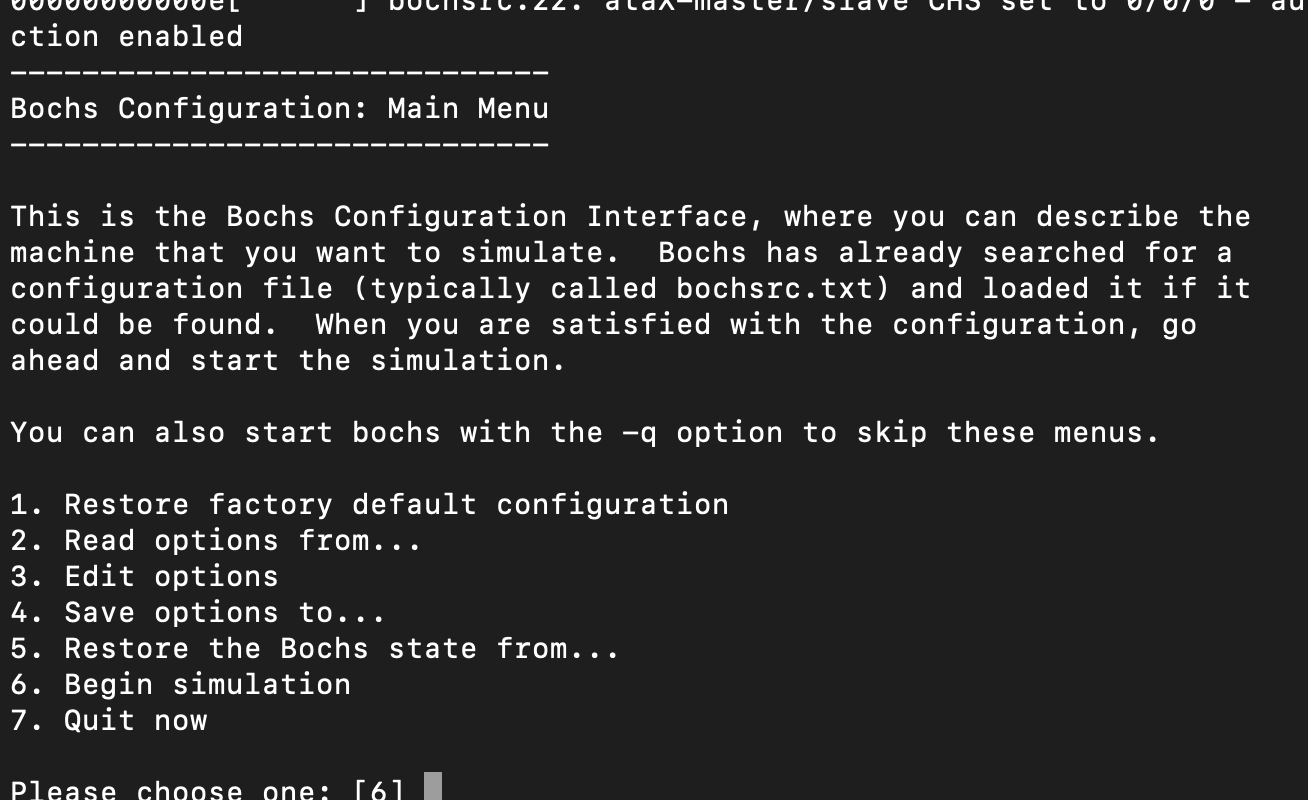 00000000000e[      ] bochsrc:22: ataX-master/slave CHS set to 0/0/0 - au
ction enabled
------------------------------
Bochs Configuration: Main Menu
------------------------------
This is the Bochs Configuration Interface, where you can describe the
machine that you want to simulate.  Bochs has already searched for a
configuration file (typically called bochsrc.txt) and loaded it if it
could be found.  When you are satisfied with the configuration, go
ahead and start the simulation.
You can also start bochs with the -q option to skip these menus.
1. Restore factory default configuration
2. Read options from...
3. Edit options
4. Save options to...
5. Restore the Bochs state from...
6. Begin simulation
7. Quit now
Please choose one: [6]